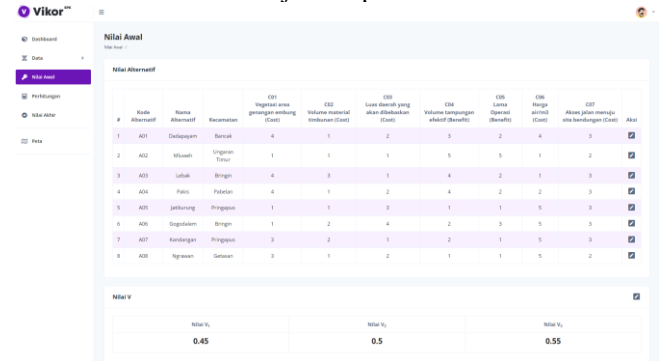 Vikor SPK
Dashboard
Data
Nilai Awal
Perhitungan
Nilai Akhir
Peta
Nilai Awal
Nilai Awal /
Nilai Alternatif
# Kode Alternatif Nama Alternatif Kecamatan C01 Vegetasi area genangan embung (Cost) C02 Volume material timbunan (Cost) C03 Luas daerah yang akan dibebaskan (Cost) C04 Volume tampungan efektif (Benefit) C05 Lama Operasi (Benefit) C06 Harga air/m3 (Cost) C07 Akses jalan menuju site bendungan (Cost) Aksi
1 A01 Dadapayam Bancak 4 1 2 3 2 4 3
2 A02 Ungaran Timur 1 1 1 5 5 1 2
3 A03 Lebak Bringin 4 3 1 4 2 1 3
4 A04 Pakis Pabelan 4 1 2 4 2 2 3
5 A05 Jatikurung Pringapus 1 1 3 1 1 5 3
6 A06 Gogodalem Bringin 1 2 4 2 3 5 3
7 A07 Kandangan Pringapus 3 2 1 2 1 5 3
8 A08 Ngrawan Getasan 3 1 2 1 1 5 2
Nilai V
Nilai V₁ Nilai V₂ Nilai V₃
0.45 0.5 0.55